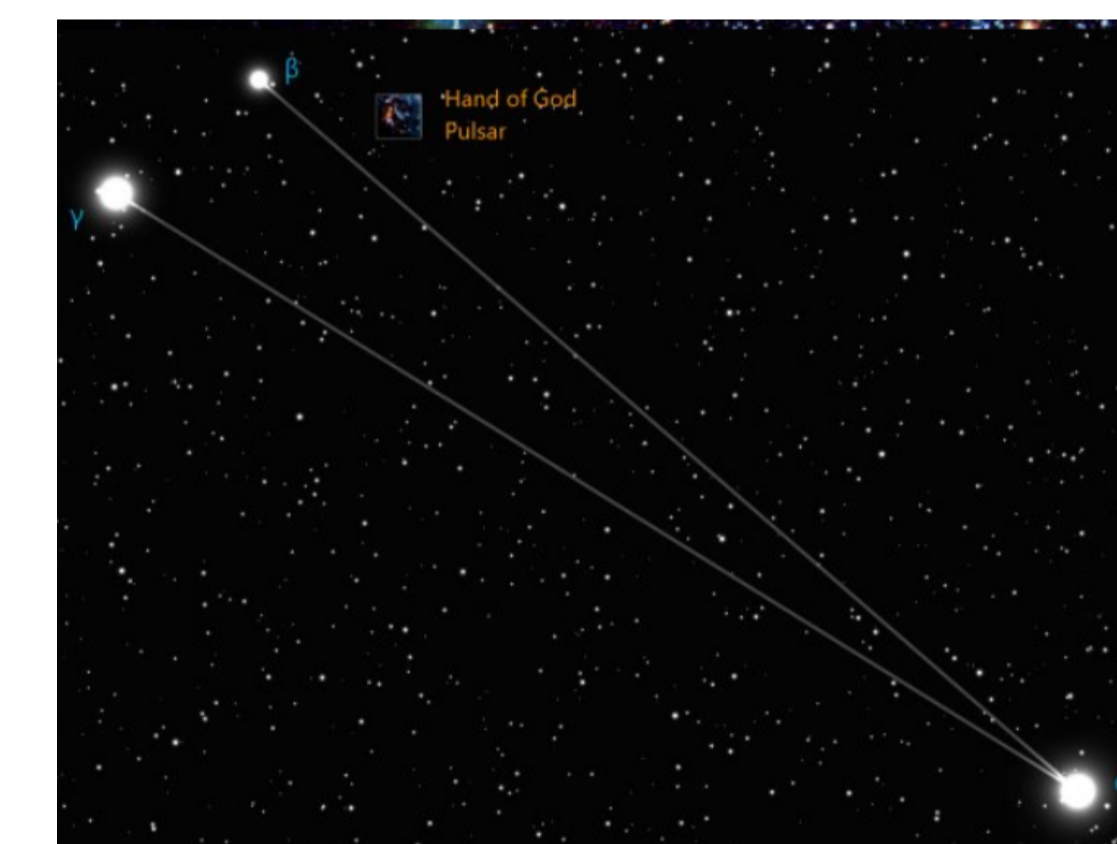 β
Hand of God
Pulsar
γ